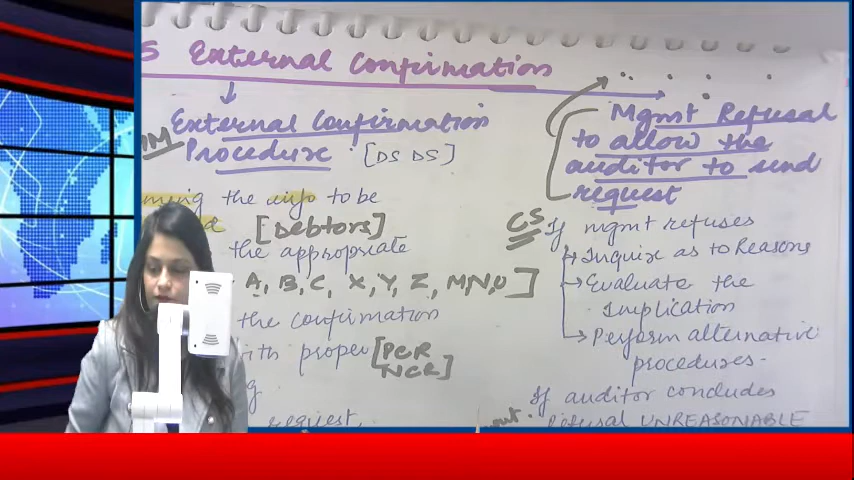 5 External Confirmation
External Confirmation
IM
Procedure [DS DS]
the info to be
[Debtors]
the appropriate
A, B, C, X, Y, Z, M, N, O]
the confirmation
with proper [PCR
NCR]
request
Mgmt Refusal
to allow the
auditor to send
request
CS If mgmt refuses
→ Inquire as to Reasons
→ Evaluate the
Implication
→ Perform alternative
procedures.
If auditor concludes
refusal UNREASONABLE